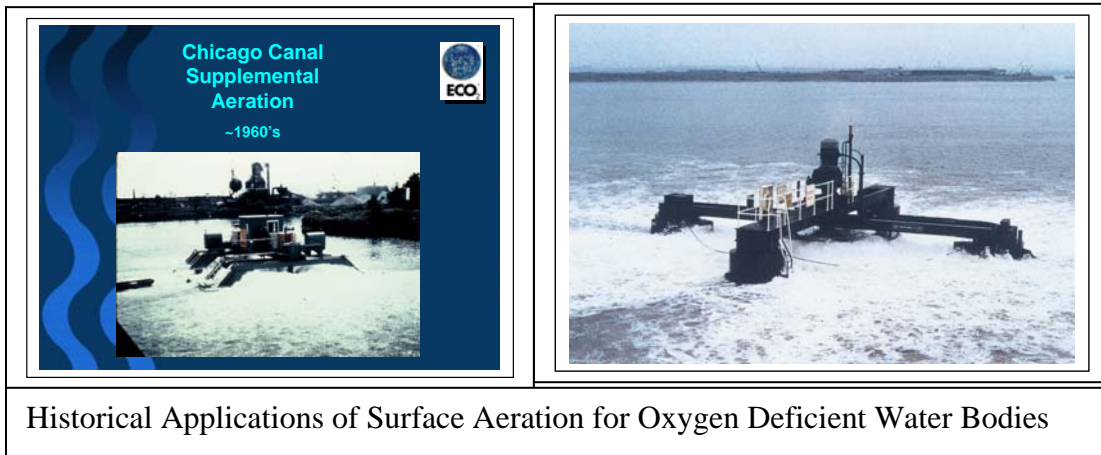 Chicago Canal
Supplemental
Aeration
~1960's
ECO2
Historical Applications of Surface Aeration for Oxygen Deficient Water Bodies